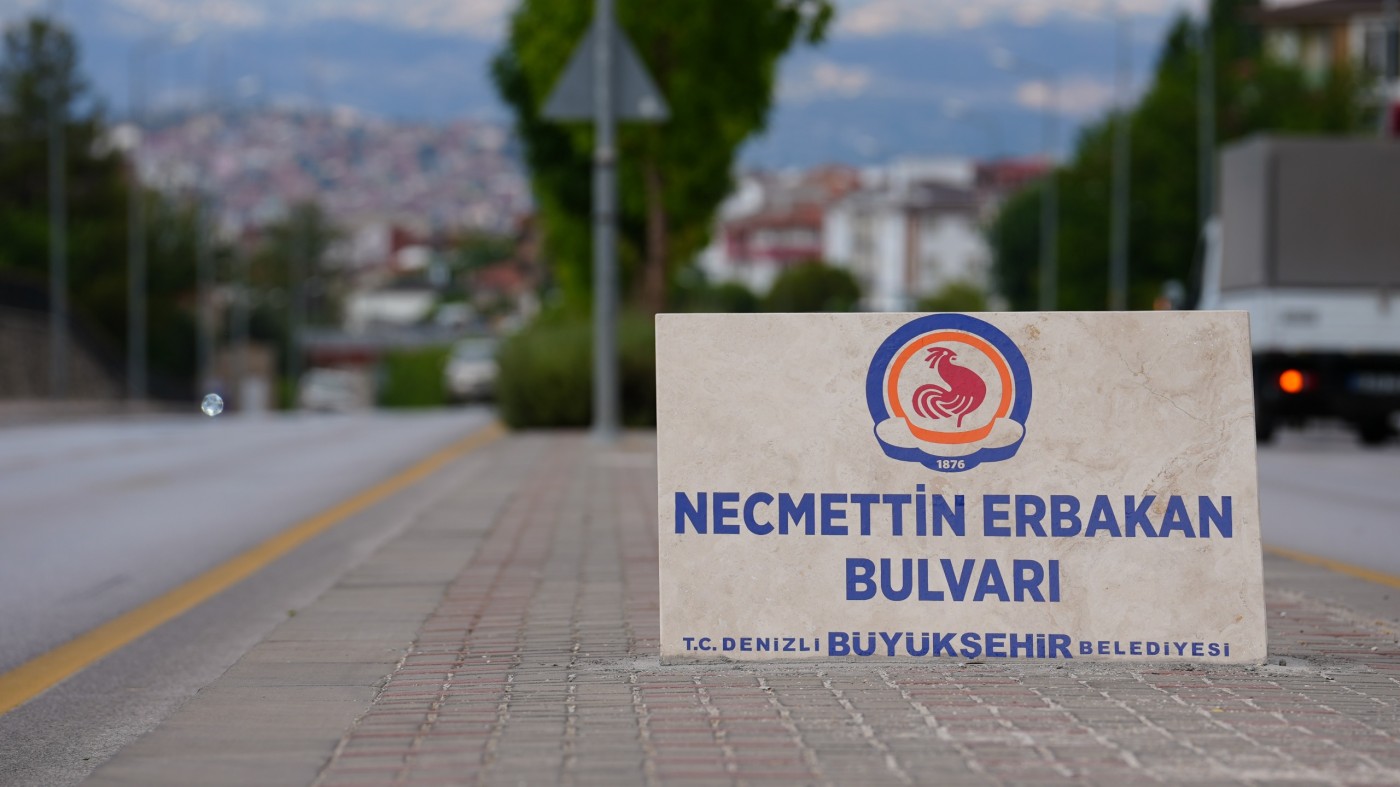 1876
NECMETTİN ERBAKAN
BULVARI
T.C. DENİZLİ BÜYÜKŞEHİR BELEDİYESİ